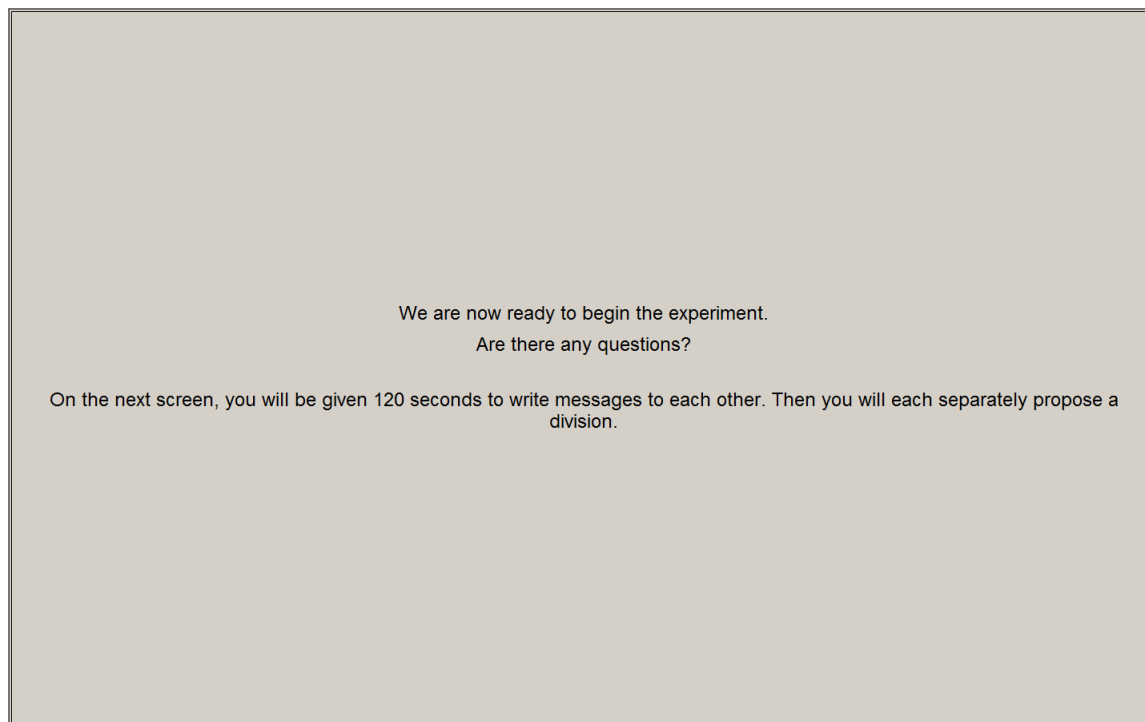 We are now ready to begin the experiment.
Are there any questions?
On the next screen, you will be given 120 seconds to write messages to each other. Then you will each separately propose a
division.